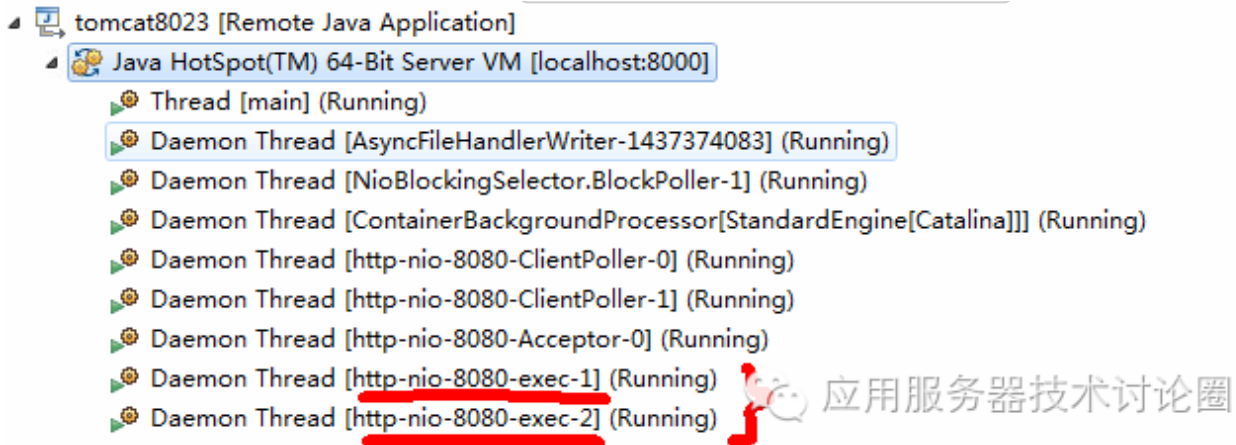 tomcat8023 [Remote Java Application]
Java HotSpot(TM) 64-Bit Server VM [localhost:8000]
Thread [main] (Running)
Daemon Thread [AsyncFileHandlerWriter-1437374083] (Running)
Daemon Thread [NioBlockingSelector.BlockPoller-1] (Running)
Daemon Thread [ContainerBackgroundProcessor[StandardEngine[Catalina]]] (Running)
Daemon Thread [http-nio-8080-ClientPoller-0] (Running)
Daemon Thread [http-nio-8080-ClientPoller-1] (Running)
Daemon Thread [http-nio-8080-Acceptor-0] (Running)
Daemon Thread [http-nio-8080-exec-1] (Running)
应用服务器技术讨论圈
Daemon Thread [http-nio-8080-exec-2] (Running)